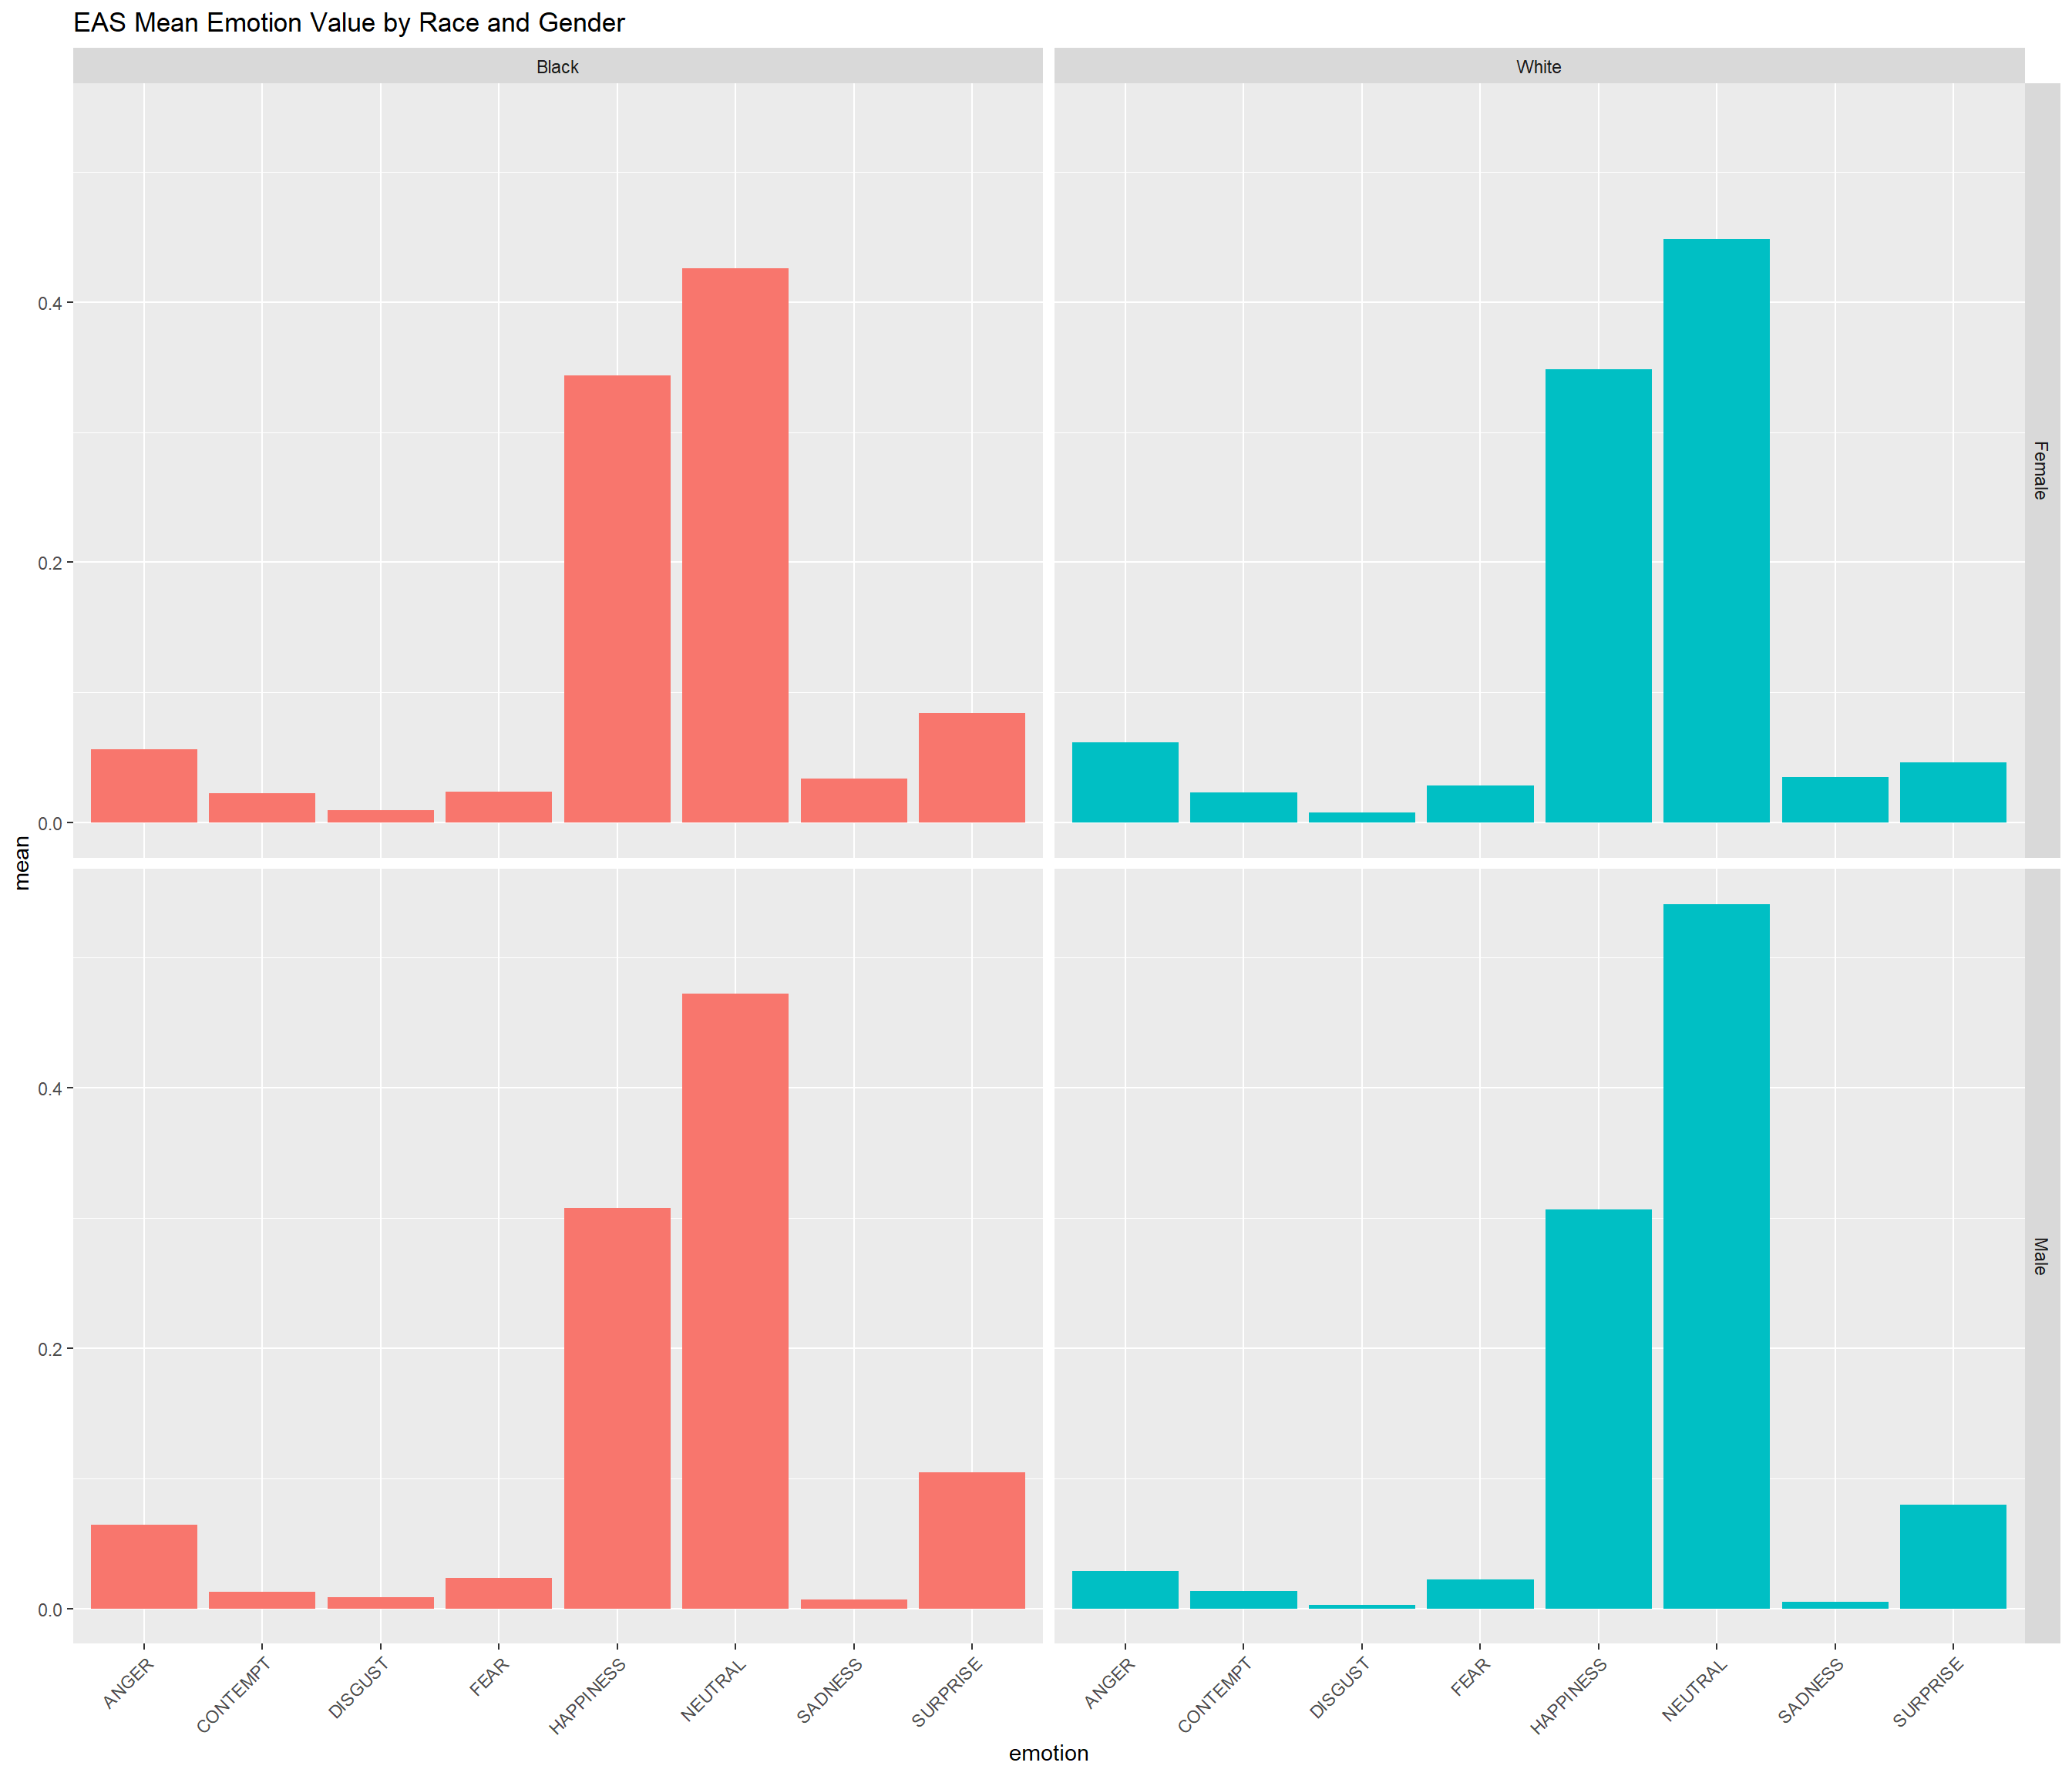 EAS Mean Emotion Value by Race and Gender
Black
White
0.4
0.2
0.0
Female
mean
0.4
0.2
0.0
Male
ANGER
CONTEMPT
DISGUST
FEAR
HAPPINESS
NEUTRAL
SADNESS
SURPRISE
ANGER
CONTEMPT
DISGUST
FEAR
HAPPINESS
NEUTRAL
SADNESS
SURPRISE
emotion